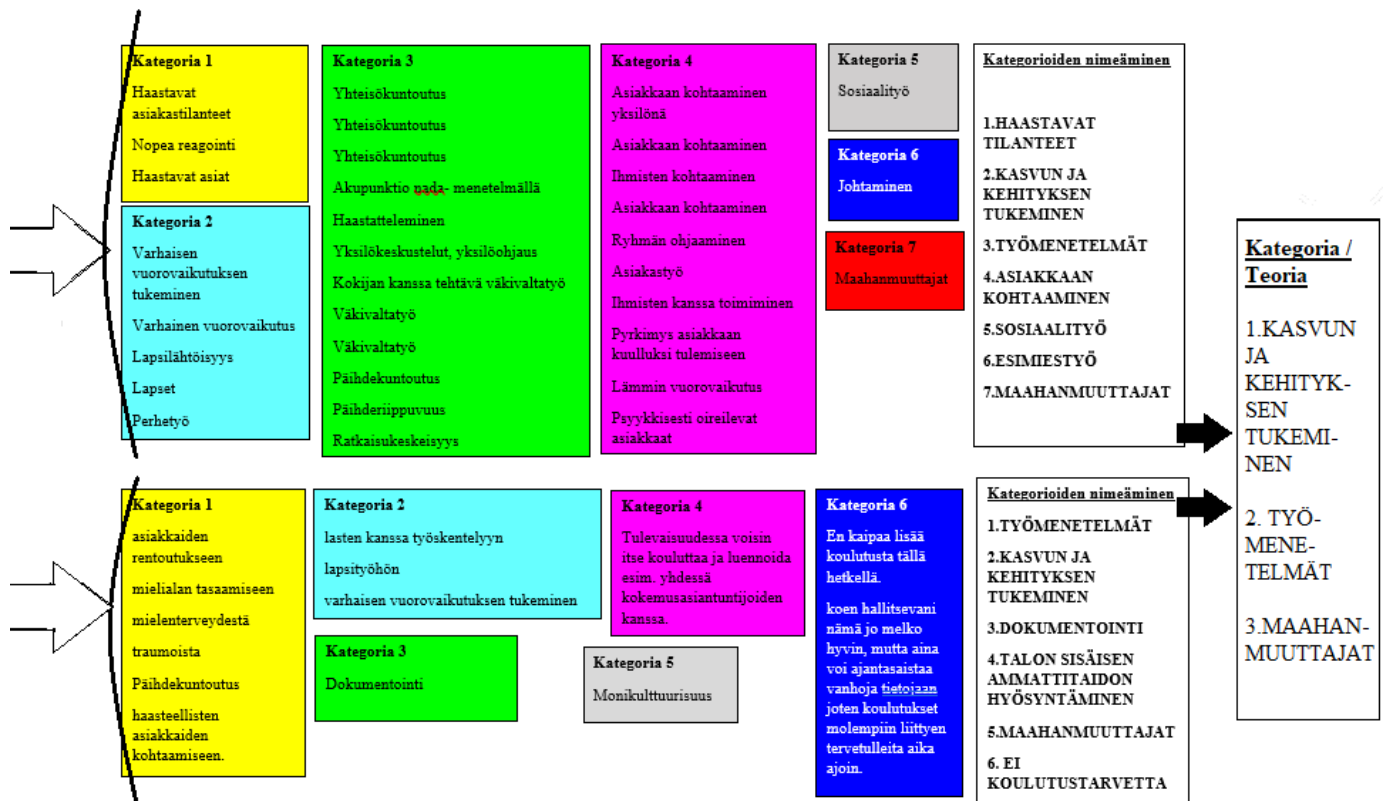 Kategoria 1
Haastavat
asiakastilanteet
Nopea reagointi
Haastavat asiat
Kategoria 2
Varhaisen
vuorovaikutuksen
tukeminen
Varhainen vuorovaikutus
Lapsilähtöisyys
Lapset
Perhetyö
Kategoria 3
Yhteisökuntoutus
Yhteisökuntoutus
Yhteisökuntoutus
Akupunktio nada- menetelmällä
Haastatteleminen
Yksilökeskustelut, yksilöohjaus
Kokijan kanssa tehtävä väkivaltatyö
Väkivaltatyö
Väkivaltatyö
Päihdekuntoutus
Päihderiippuvuus
Ratkaisukeskeisyys
Kategoria 4
Asiakkaan kohtaaminen
yksilönä
Asiakkaan kohtaaminen
Ihmisten kohtaaminen
Asiakkaan kohtaaminen
Ryhmän ohjaaminen
Asiakastyö
Ihmisten kanssa toimiminen
Pyrkimys asiakkaan
kuulluksi tulemiseen
Lämmin vuorovaikutus
Psyykkisesti oireilevat
asiakkaat
Kategoria 5
Sosiaalityö
Kategoria 6
Johtaminen
Kategoria 7
Maahanmuuttajat
Kategorioiden nimeäminen
1.HAASTAVAT
TILANTEET
2.KASVUN JA
KEHITYKSEN
TUKEMINEN
3.TYÖMENETELMÄT
4.ASIAKKAAN
KOHTAAMINEN
5.SOSIAALITYÖ
6.ESIMIESTYÖ
7.MAAHANMUUTTAJAT
Kategoria 1
asiakkaiden
rentoutukseen
mielialan tasaamiseen
mielenterveydestä
traumoista
Päihdekuntoutus
haasteellisten
asiakkaiden
kohtaamiseen.
Kategoria 2
lasten kanssa työskentelyyn
lapsityöhön
varhaisen vuorovaikutuksen tukeminen
Kategoria 3
Dokumentointi
Kategoria 4
Tulevaisuudessa voisin
itse kouluttaa ja luennoida
esim. yhdessä
kokemusasiantuntijoiden
kanssa.
Kategoria 5
Monikulttuurisuus
Kategoria 6
En kaipaa lisää
koulutusta tällä
hetkellä.
koen hallitsevani
nämä jo melko
hyvin, mutta aina
voi ajantasaistaa
vanhoja tietojaan
joten koulutukset
molempiin liittyen
tervetulleita aika
ajoin.
Kategorioiden nimeäminen
1.TYÖMENETELMÄT
2.KASVUN JA
KEHITYKSEN
TUKEMINEN
3.DOKUMENTOINTI
4.TALON SISÄISEN
AMMATTITAIDON
HYÖSYNTÄMINEN
5.MAAHANMUUTTAJAT
6. EI
KOULUTUSTARVETTA
Kategoria /
Teoria
1.KASVUN
JA
KEHITYK-
SEN
TUKEMI-
NEN
2. TYÖ-
MENE-
TELMÄT
3.MAAHAN-
MUUTTAJAT